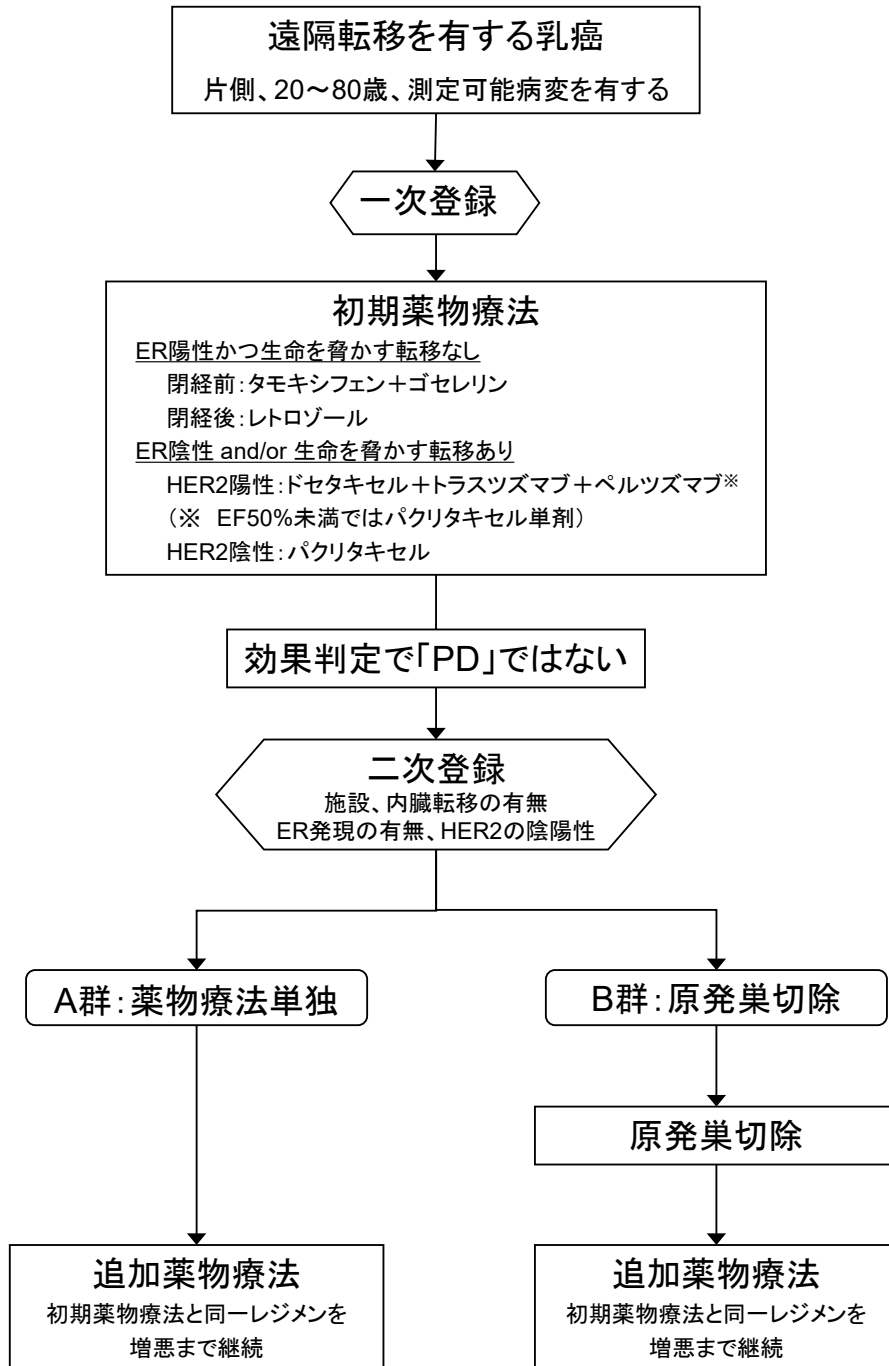 遠隔転移を有する乳癌
片側、20～80歳、測定可能病変を有する
一次登録
初期薬物療法
ER陽性かつ生命を脅かす転移なし
閉経前：タモキシフェン＋ゴセレリン
閉経後：レトロゾール
ER陰性 and/or 生命を脅かす転移あり
HER2陽性：ドセタキセル＋トラスツズマブ＋ペルツズマブ※
（※ EF50%未満ではパクリタキセル単剤）
HER2陰性：パクリタキセル
効果判定で「PD」ではない
二次登録
施設、内臓転移の有無
ER発現の有無、HER2の陰陽性
A群：薬物療法単独
B群：原発巣切除
原発巣切除
追加薬物療法
初期薬物療法と同一レジメンを
増悪まで継続
追加薬物療法
初期薬物療法と同一レジメンを
増悪まで継続